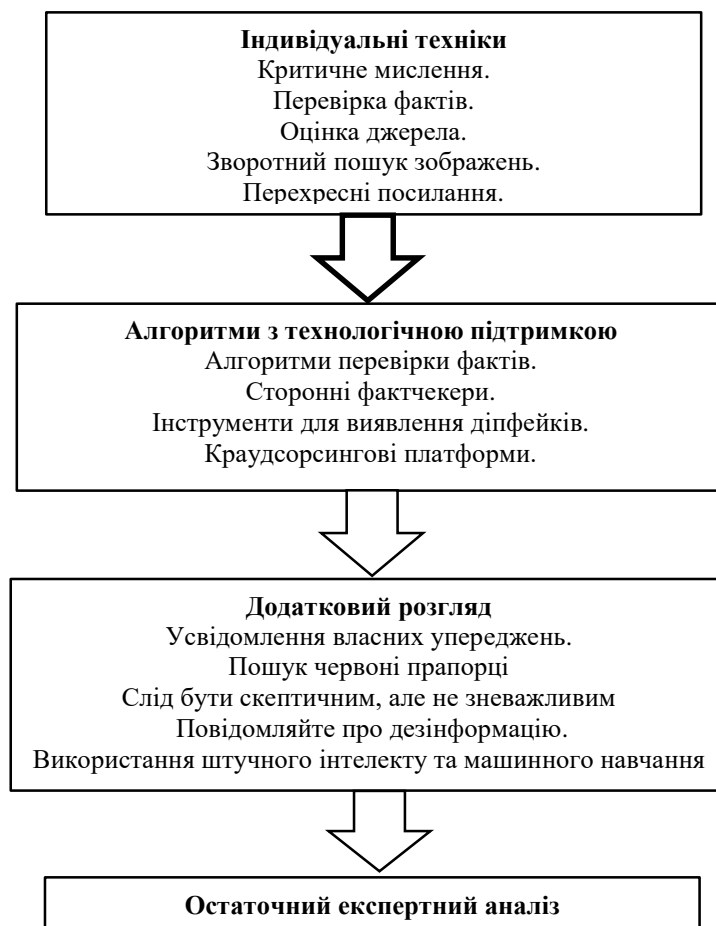 Індивідуальні техніки
Критичне мислення.
Перевірка фактів.
Оцінка джерела.
Зворотний пошук зображень.
Перехресні посилання.
Алгоритми з технологічною підтримкою
Алгоритми перевірки фактів.
Сторонні фактчекери.
Інструменти для виявлення діпфейків.
Краудсорсингові платформи.
Додатковий розгляд
Усвідомлення власних упереджень.
Пошук червоні прапорці
Слід бути скептичним, але не зневажливим
Повідомляйте про дезінформацію.
Використання штучного інтелекту та машинного навчання
Остаточний експертний аналіз